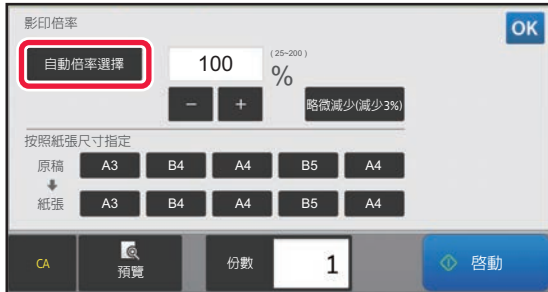 影印倍率
OK
自動倍率選擇
100
(25~200)
%
−
+
略微減少(減少3%)
按照紙張尺寸指定
原稿 A3 B4 A4 B5 A4
紙張 A3 B4 A4 B5 A4
CA
預覽
份數
1
啓動